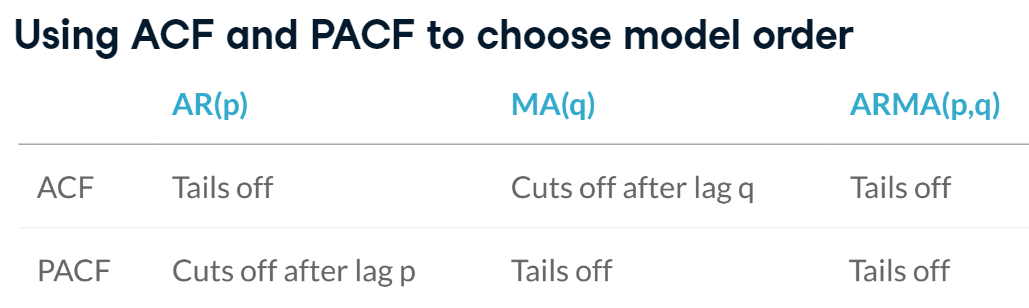 Using ACF and PACF to choose model order
AR(p) MA(q) ARMA(p,q)
ACF Tails off Cuts off after lag q Tails off
PACF Cuts off after lag p Tails off Tails off